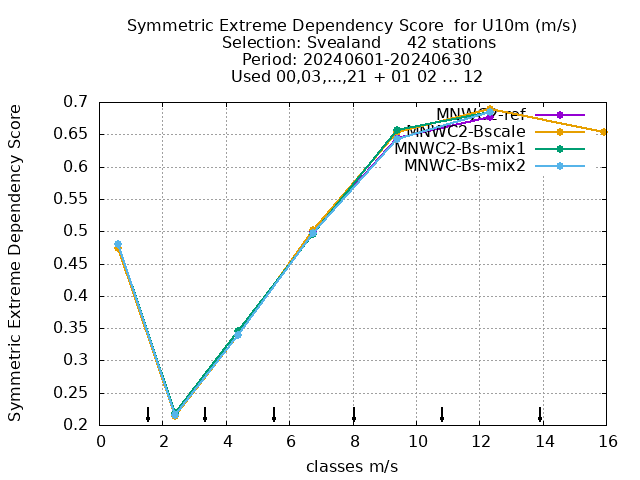 Symmetric Extreme Dependency Score for U10m (m/s)
Selection: Svealand 42 stations
Period: 20240601-20240630
Used 00,03,...,21 + 01 02 ... 12
Symmetric Extreme Dependency Score
0.7
0.65
0.6
0.55
0.5
0.45
0.4
0.35
0.3
0.25
0.2
MNWC2-ref
MNWC2-Bscale
MNWC2-Bs-mix1
MNWC-Bs-mix2
0 2 4 6 8 10 12 14 16
classes m/s